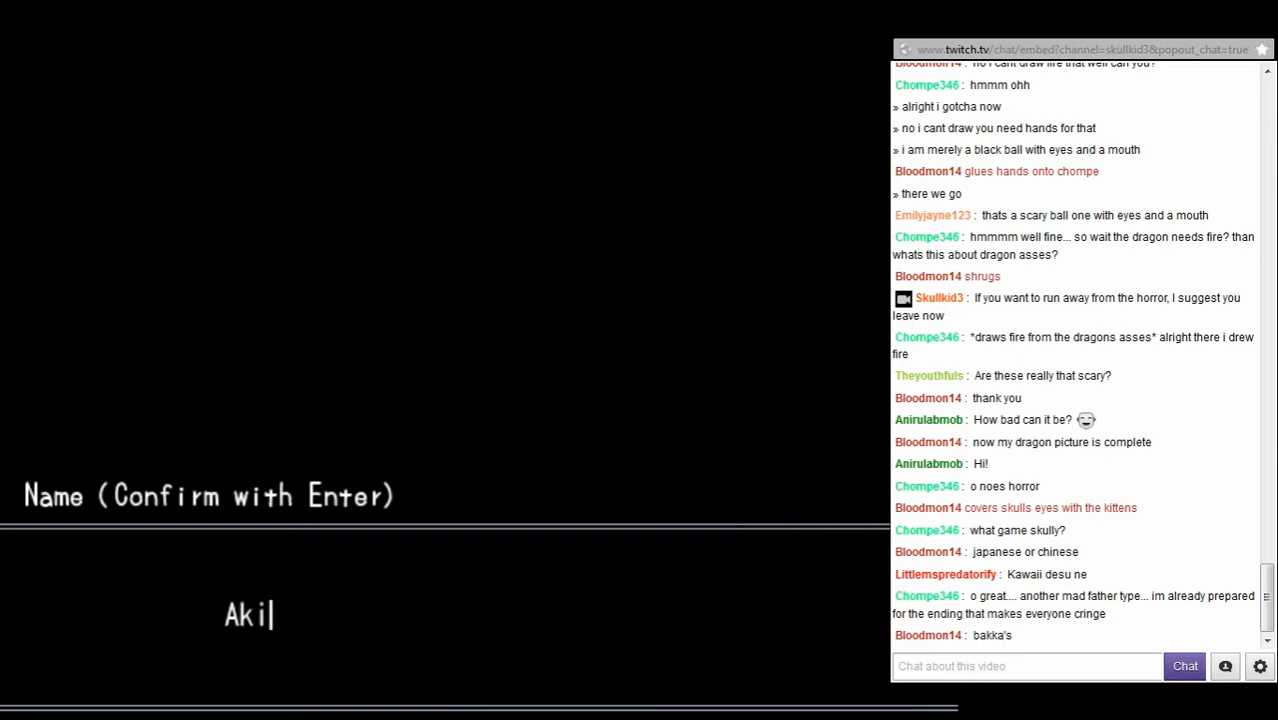 www.twitch.tv/chat/embed?channel=skullkid3&popout_chat=true
Bloodmon14 : no i cant draw fire that well can you?
Chompe346 : hmmm ohh
» alright i gotcha now
» no i cant draw you need hands for that
» i am merely a black ball with eyes and a mouth
Bloodmon14 glues hands onto chompe
» there we go
Emilyjayne123 : thats a scary ball one with eyes and a mouth
Chompe346 : hmmmm well fine... so wait the dragon needs fire? than
whats this about dragon asses?
Bloodmon14 shrugs
Skullkid3 : If you want to run away from the horror, I suggest you
leave now
Chompe346 : *draws fire from the dragons asses* alright there i drew
fire
Theyouthfuls : Are these really that scary?
Bloodmon14 : thank you
Anirulabmob : How bad can it be?
Bloodmon14 : now my dragon picture is complete
Anirulabmob : Hi!
Chompe346 : o noes horror
Bloodmon14 covers skulls eyes with the kittens
Chompe346 : what game skully?
Bloodmon14 : japanese or chinese
Littlemspredatorify : Kawaii desu ne
Chompe346 : o great.... another mad father type... im already prepared
for the ending that makes everyone cringe
Bloodmon14 : bakka's
Chat about this video
Chat
Name (Confirm with Enter)
Aki